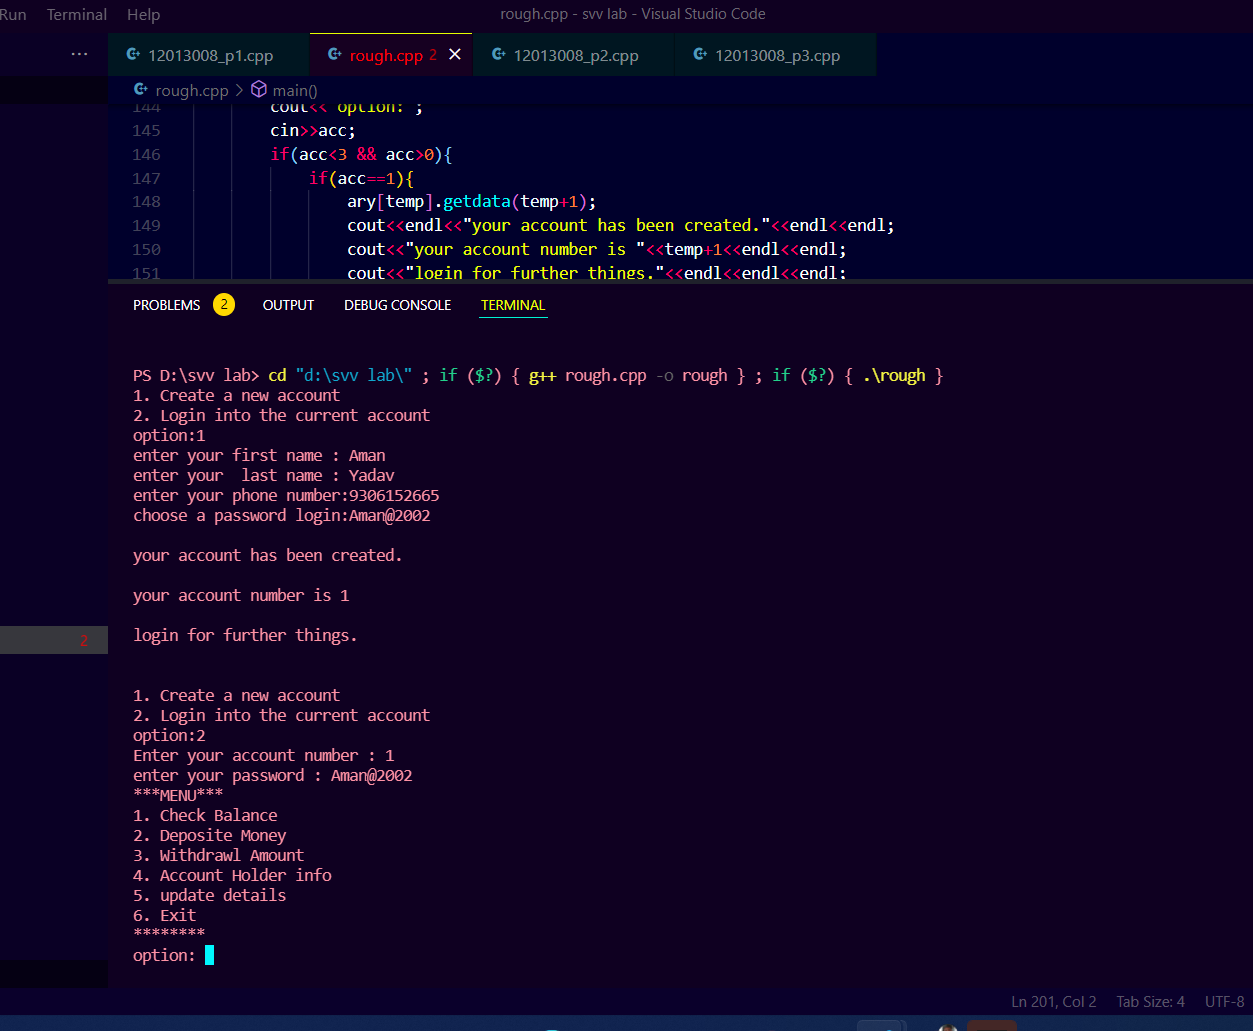 Run Terminal Help rough.cpp - svv lab - Visual Studio Code
... 12013008_p1.cpp rough.cpp 2 12013008_p2.cpp 12013008_p3.cpp
rough.cpp > main()
144 cout<<"option:";
145 cin>>acc;
146 if(acc<3 && acc>0){
147 if(acc==1){
148 ary[temp].getdata(temp+1);
149 cout<<endl<<"your account has been created."<<endl<<endl;
150 cout<<"your account number is "<<temp+1<<endl<<endl;
151 cout<<"login for further things."<<endl<<endl<<endl;
PROBLEMS 2 OUTPUT DEBUG CONSOLE TERMINAL
PS D:\svv lab> cd "d:\svv lab\" ; if ($?) { g++ rough.cpp -o rough } ; if ($?) { .\rough }
1. Create a new account
2. Login into the current account
option:1
enter your first name : Aman
enter your  last name : Yadav
enter your phone number:9306152665
choose a password login:Aman@2002
your account has been created.
your account number is 1
login for further things.
2
1. Create a new account
2. Login into the current account
option:2
Enter your account number : 1
enter your password : Aman@2002
***MENU***
1. Check Balance
2. Deposite Money
3. Withdrawl Amount
4. Account Holder info
5. update details
6. Exit
********
option:
Ln 201, Col 2 Tab Size: 4 UTF-8